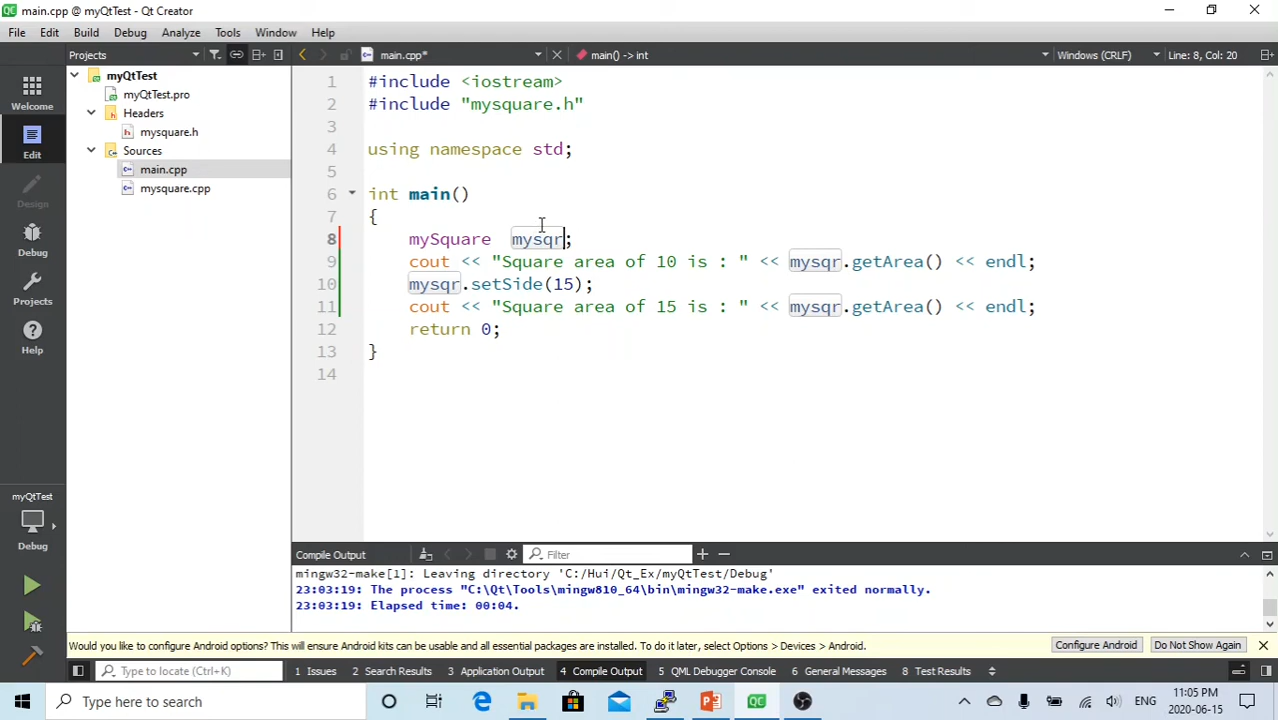 main.cpp - myQtTest - Qt Creator
File Edit Build Debug Analyze Tools Window Help
Projects
main.cpp*
main() -> int
Windows (CRLF)
Line: 8, Col: 20
Welcome
Edit
Design
Debug
Projects
Help
myQtTest
Debug
myQtTest
myQtTest.pro
Headers
mysquare.h
Sources
main.cpp
mysquare.cpp
1 #include <iostream>
2 #include "mysquare.h"
3
4 using namespace std;
5
6 int main()
7 {
8 mySquare  mysqr;
9 cout << "Square area of 10 is : " << mysqr.getArea() << endl;
10 mysqr.setSide(15);
11 cout << "Square area of 15 is : " << mysqr.getArea() << endl;
12 return 0;
13 }
14
Compile Output
Filter
mingw32-make[1]: Leaving directory 'C:/Hui/Qt_Ex/myQtTest/Debug'
23:03:19: The process "C:\Qt\Tools\mingw810_64\bin\mingw32-make.exe" exited normally.
23:03:19: Elapsed time: 00:04.
Would you like to configure Android options? This will ensure Android kits can be usable and all essential packages are installed. To do it later, select Options > Devices > Android.
Configure Android
Do Not Show Again
Type to locate (Ctrl+K)
1 Issues
2 Search Results
3 Application Output
4 Compile Output
5 QML Debugger Console
6 General Messages
8 Test Results
Type here to search
ENG
11:05 PM
2020-06-15